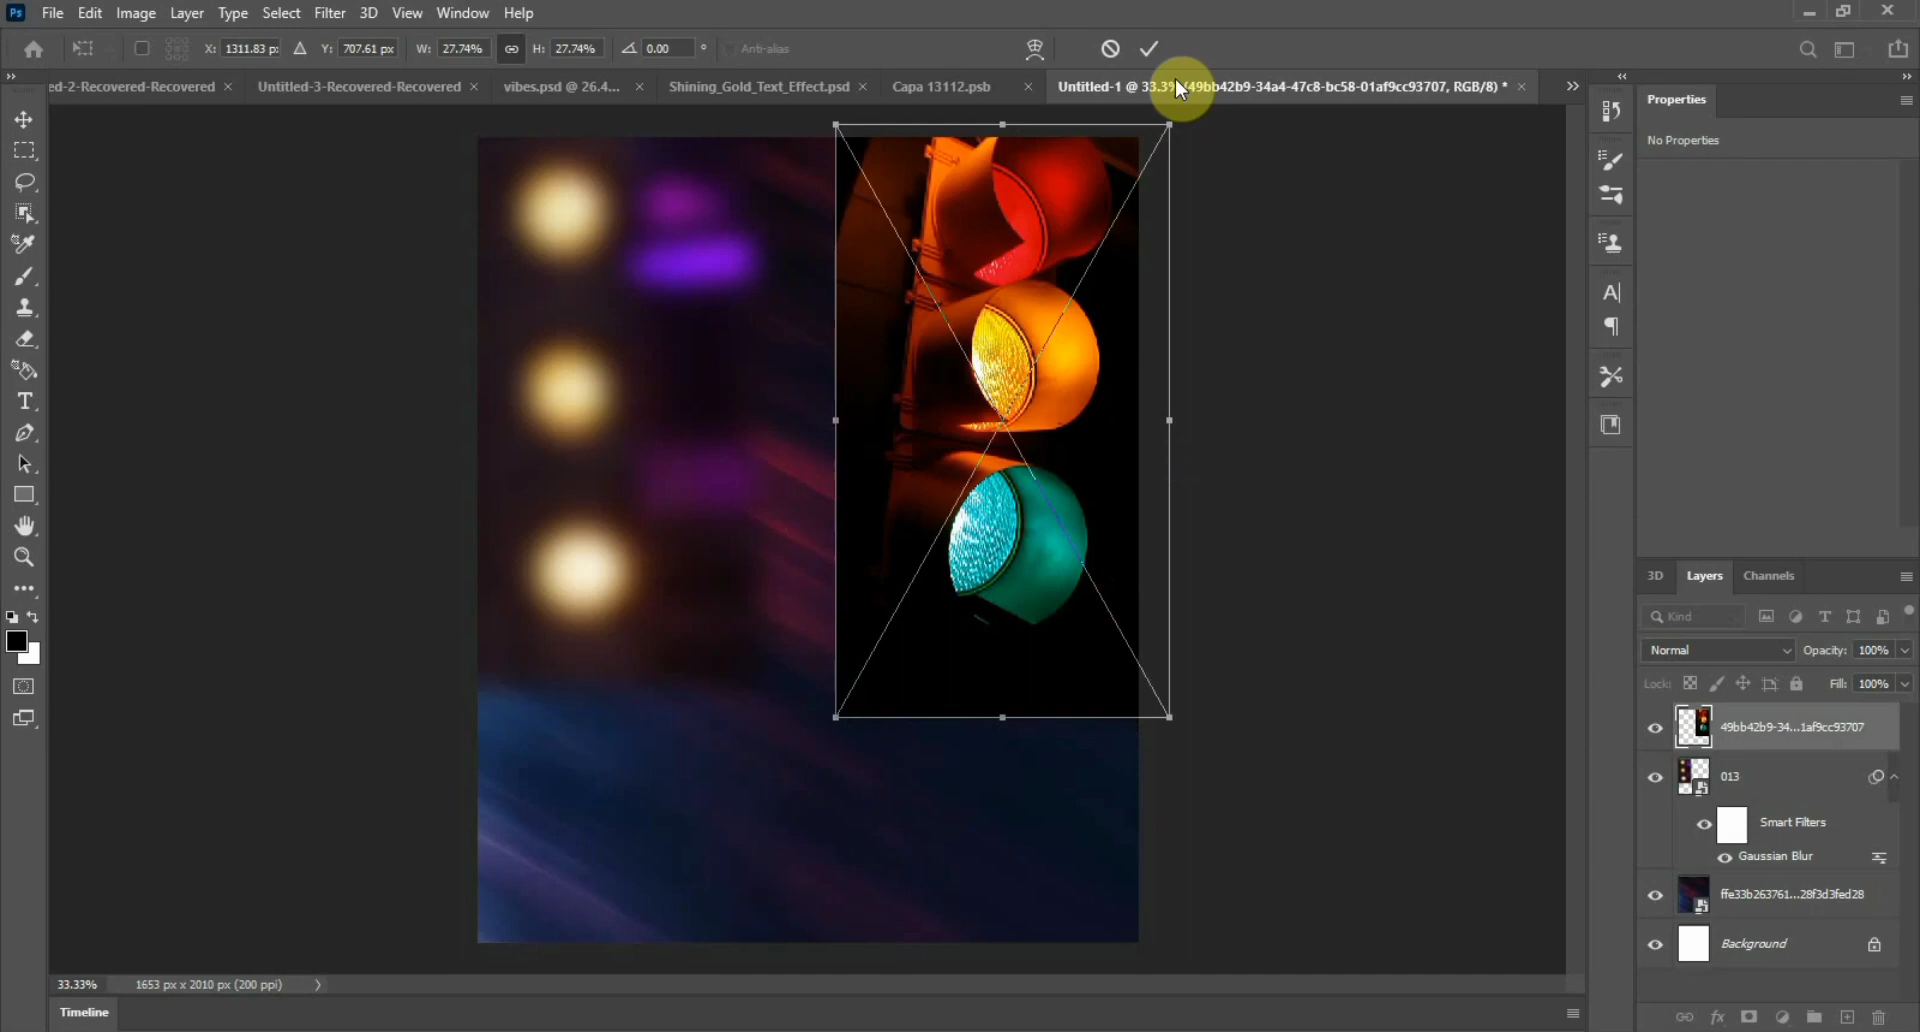 Ps File Edit Image Layer Type Select Filter 3D View Window Help
X: 1311.83 p: Y: 707.61 px W: 27.74% H: 27.74% 0.00 ° Anti-alias
ed-2-Recovered-Recovered × Untitled-3-Recovered-Recovered × vibes.psd @ 26.4... × Shining_Gold_Text_Effect.psd × Capa 13112.psb × Untitled-1 @ 33.3% (49bb42b9-34a4-47c8-bc58-01af9cc93707, RGB/8) * ×
Properties
No Properties
3D Layers Channels
Kind
Normal Opacity: 100%
Lock: Fill: 100%
49bb42b9-34...1af9cc93707
013
Smart Filters
Gaussian Blur
ffe33b263761...28f3d3fed28
Background
33.33% 1653 px x 2010 px (200 ppi)
Timeline